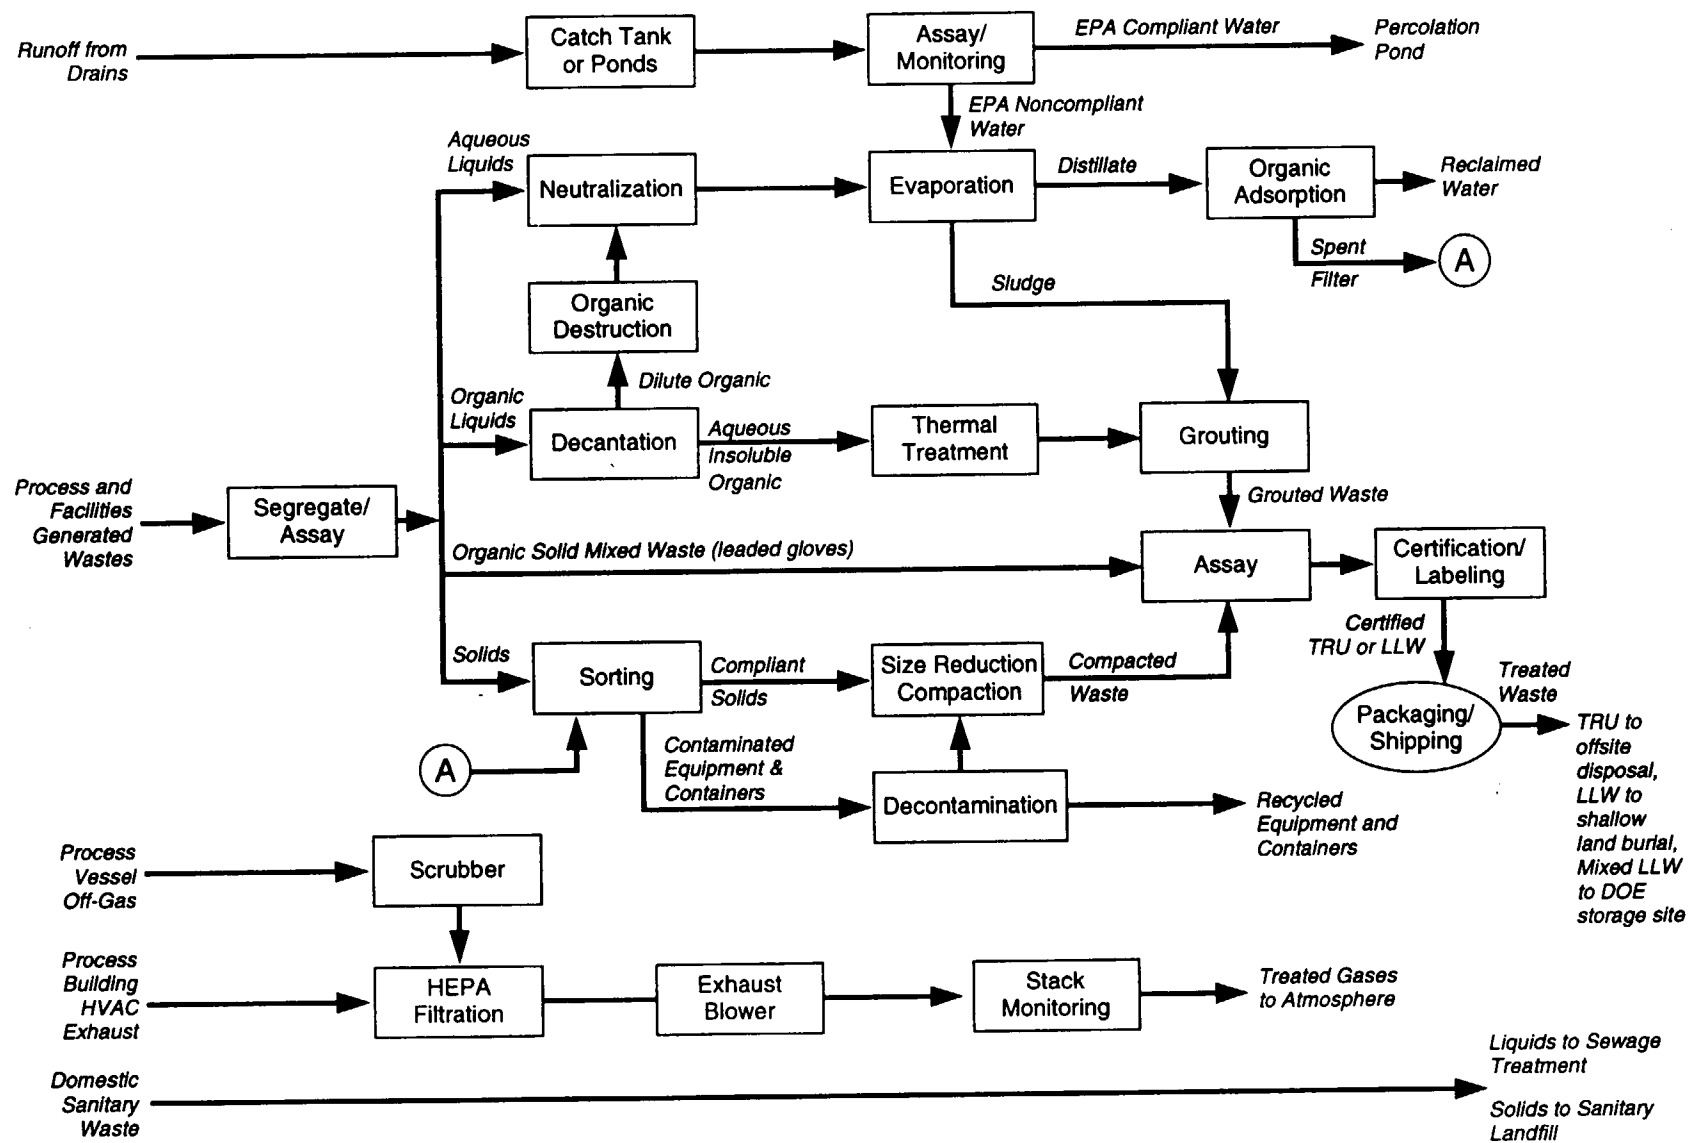 Runoff from
Drains
Catch Tank
or Ponds
Assay/
Monitoring
EPA Compliant Water
Percolation
Pond
EPA Noncompliant
Water
Aqueous
Liquids
Neutralization
Evaporation
Distillate
Organic
Adsorption
Reclaimed
Water
Spent
Filter
A
Sludge
Organic
Destruction
Dilute Organic
Organic
Liquids
Decantation
Aqueous
Insoluble
Organic
Thermal
Treatment
Grouting
Grouted Waste
Process and
Facilities
Generated
Wastes
Segregate/
Assay
Organic Solid Mixed Waste (leaded gloves)
Assay
Certification/
Labeling
Certified
TRU or LLW
Solids
Sorting
Compliant
Solids
Size Reduction
Compaction
Compacted
Waste
Packaging/
Shipping
Treated
Waste
TRU to
offsite
disposal,
LLW to
shallow
land burial,
Mixed LLW
to DOE
storage site
A
Contaminated
Equipment &
Containers
Decontamination
Recycled
Equipment and
Containers
Process
Vessel
Off-Gas
Scrubber
Process
Building
HVAC
Exhaust
HEPA
Filtration
Exhaust
Blower
Stack
Monitoring
Treated Gases
to Atmosphere
Domestic
Sanitary
Waste
Liquids to Sewage
Treatment
Solids to Sanitary
Landfill